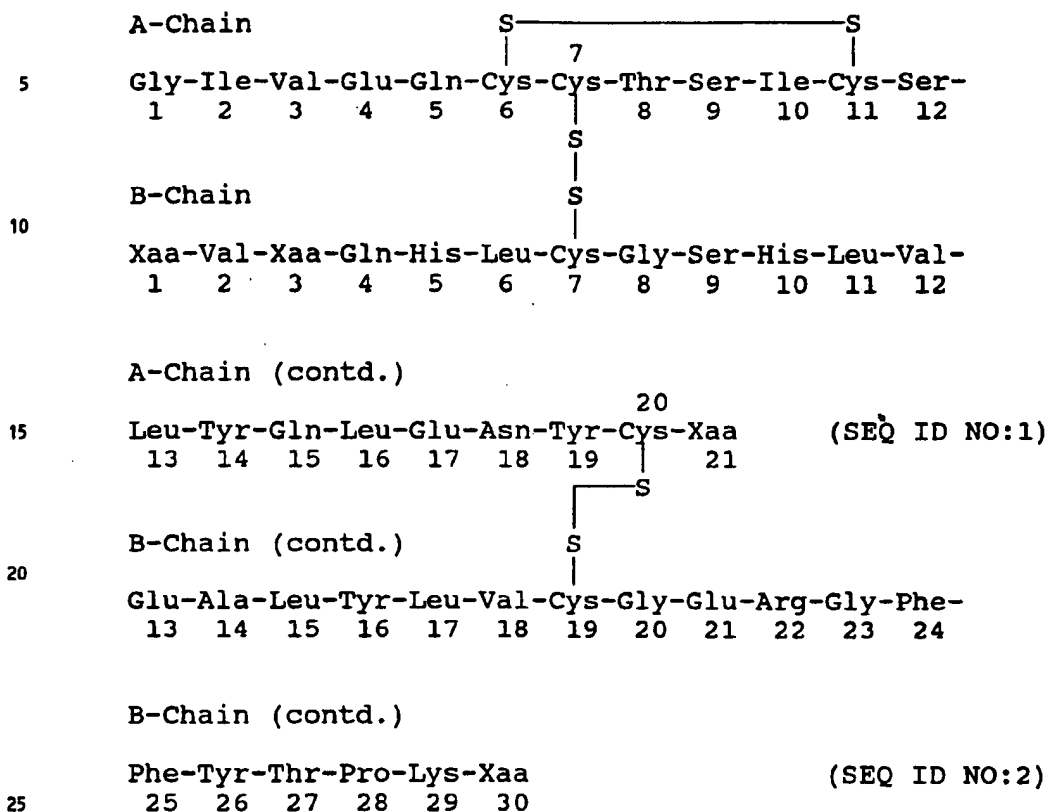 A-Chain S S
7
5 Gly-Ile-Val-Glu-Gln-Cys-Cys-Thr-Ser-Ile-Cys-Ser-
1 2 3 4 5 6 8 9 10 11 12
S
S
B-Chain
10
Xaa-Val-Xaa-Gln-His-Leu-Cys-Gly-Ser-His-Leu-Val-
1 2 3 4 5 6 7 8 9 10 11 12
A-Chain (contd.)
20
15 Leu-Tyr-Gln-Leu-Glu-Asn-Tyr-Cys-Xaa (SEQ ID NO:1)
13 14 15 16 17 18 19 21
S
B-Chain (contd.) S
20
Glu-Ala-Leu-Tyr-Leu-Val-Cys-Gly-Glu-Arg-Gly-Phe-
13 14 15 16 17 18 19 20 21 22 23 24
B-Chain (contd.)
Phe-Tyr-Thr-Pro-Lys-Xaa (SEQ ID NO:2)
25 25 26 27 28 29 30